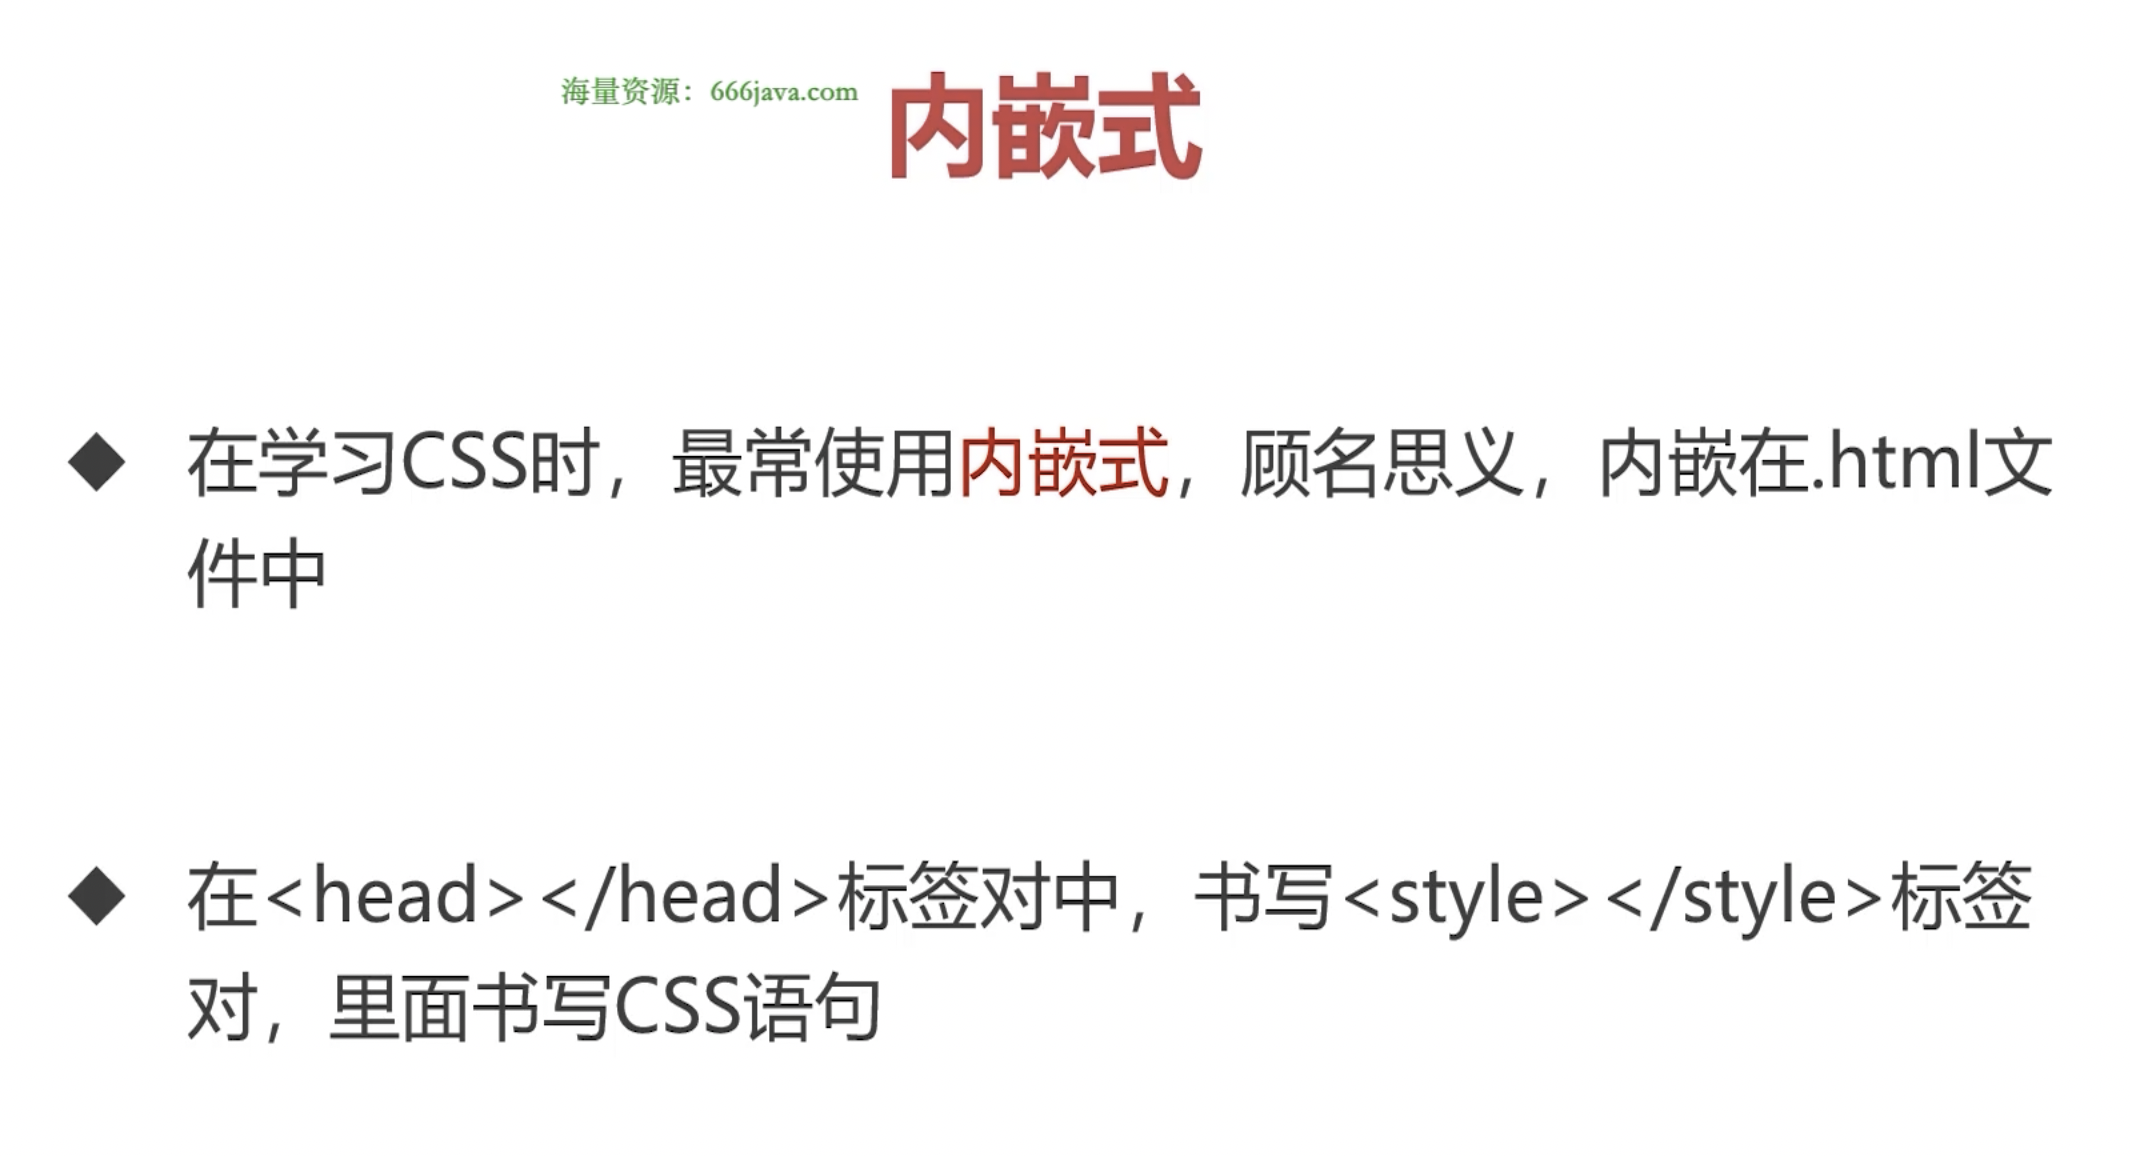 海量资源：666java.com
内嵌式
◆ 在学习CSS时，最常使用内嵌式，顾名思义，内嵌在.html文
件中
◆ 在<head></head>标签对中，书写<style></style>标签
对，里面书写CSS语句